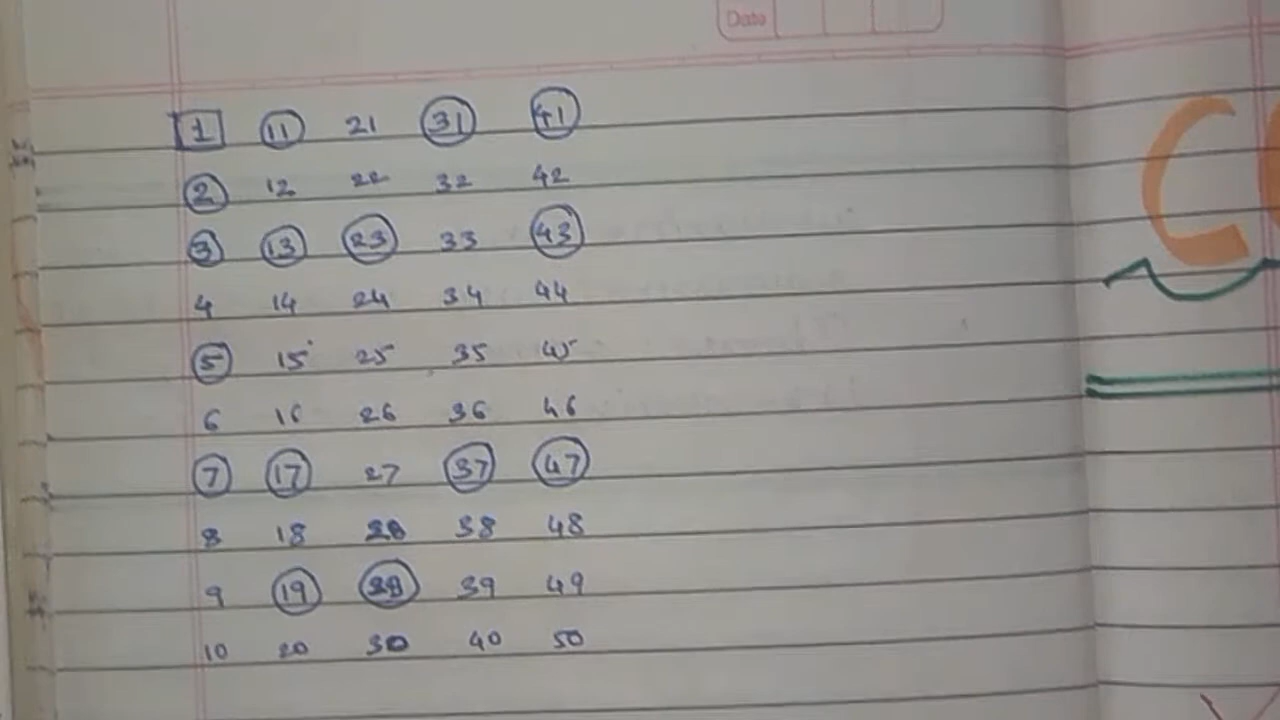 Date
1 11 21 31 41
2 12 22 32 42
3 13 23 33 43
4 14 24 34 44
5 15 25 35 45
6 16 26 36 46
7 17 27 37 47
8 18 28 38 48
9 19 29 39 49
10 20 30 40 50